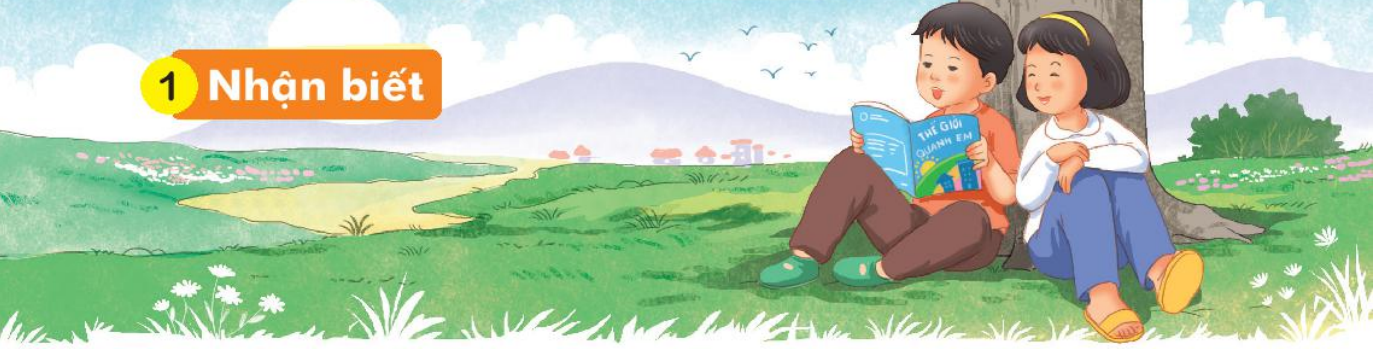 1 Nhận biết
THẾ GIỚI
QUANH EM